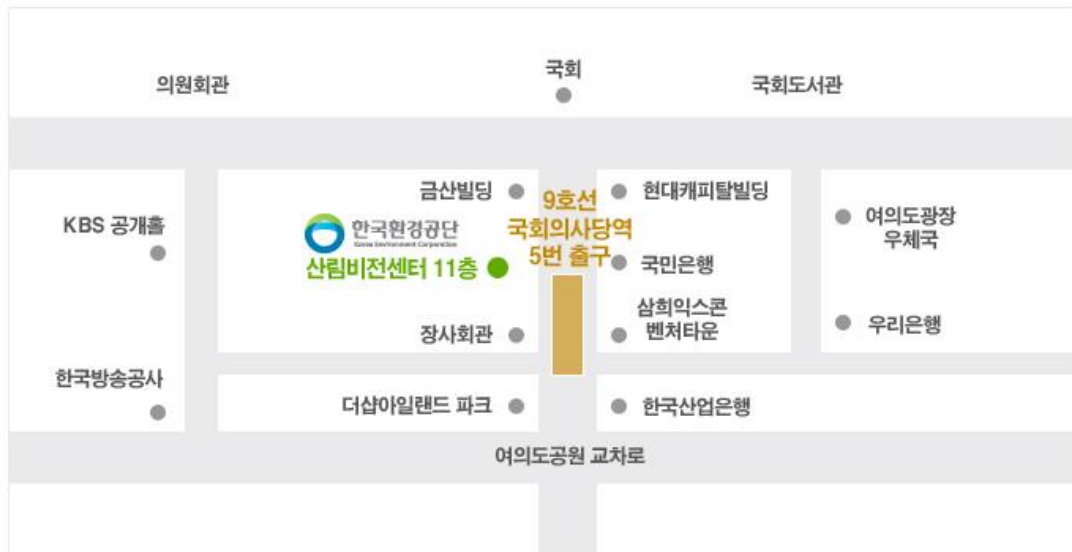 국회
의원회관
국회도서관
금산빌딩
9호선
국회의사당역
5번 출구
현대캐피탈빌딩
KBS 공개홀
한국환경공단
Korea Environment Corporation
산림비전센터 11층
국민은행
여의도광장
우체국
장사회관
삼희익스콘
벤처타운
우리은행
한국방송공사
더샵아일랜드 파크
한국산업은행
여의도공원 교차로